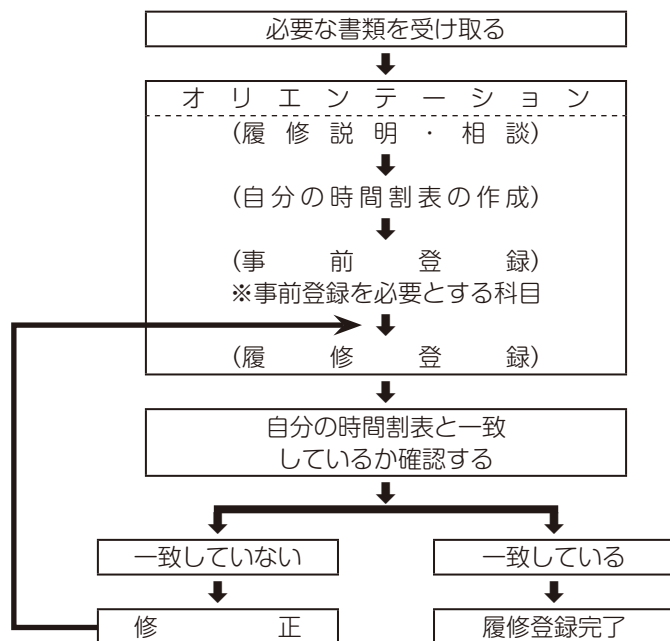 必要な書類を受け取る
オリエンテーション
(履修説明・相談)
(自分の時間割表の作成)
(事前登録)
※事前登録を必要とする科目
(履修登録)
自分の時間割表と一致
しているか確認する
一致していない
一致している
修正
履修登録完了